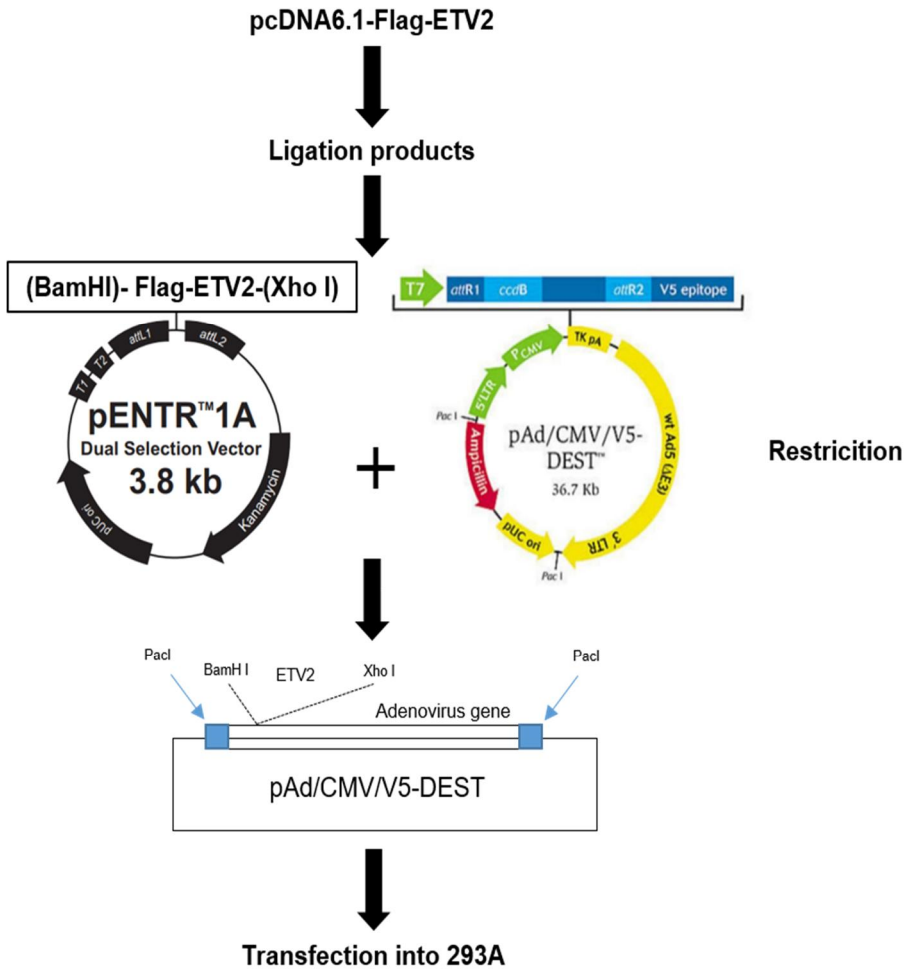 pcDNA6.1-Flag-ETV2
Ligation products
(BamHI)- Flag-ETV2-(Xho I)
T7
attR1
ccdB
attR2
V5 epitope
T1
T2
attL1
attL2
pENTR™1A
Dual Selection Vector
3.8 kb
Kanamycin
pUC ori
+
5'LTR
PCMV
TK pA
Pac I
Ampicillin
pAd/CMV/V5-
DEST™
36.7 Kb
wt Ad5 (ΔE3)
3' LTR
pUC ori
Pac I
Restricition
PacI
BamH I
ETV2
Xho I
PacI
Adenovirus gene
pAd/CMV/V5-DEST
Transfection into 293A